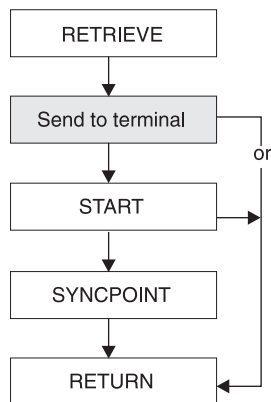 RETRIEVE
Send to terminal
or
START
SYNCPOINT
RETURN